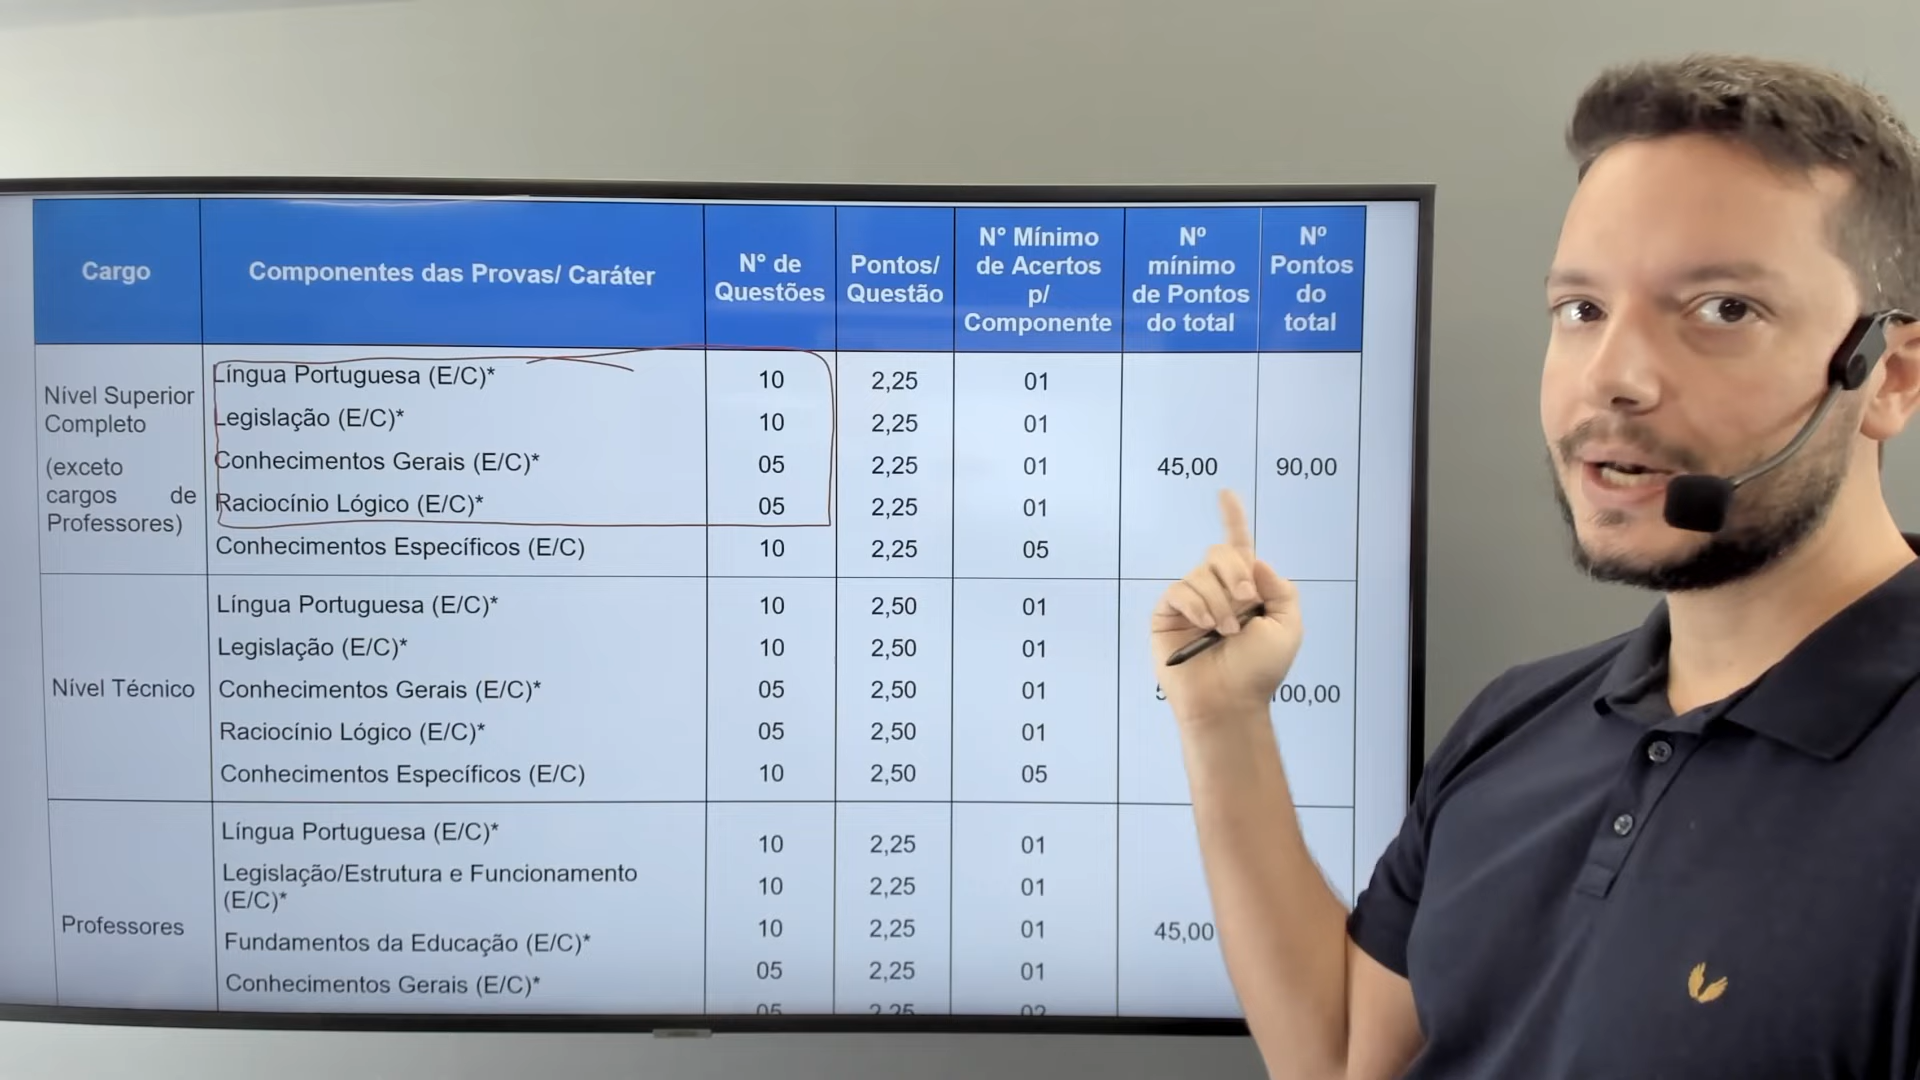 Cargo
Componentes das Provas/ Caráter
N° de
Questões
Pontos/
Questão
N° Mínimo
de Acertos
p/
Componente
Nº
mínimo
de Pontos
do total
Nº
Pontos
do
total
Nível Superior
Completo
(exceto
cargos de
Professores)
Língua Portuguesa (E/C)* 10 2,25 01
Legislação (E/C)* 10 2,25 01
Conhecimentos Gerais (E/C)* 05 2,25 01
Raciocínio Lógico (E/C)* 05 2,25 01
Conhecimentos Específicos (E/C) 10 2,25 05
45,00 90,00
Nível Técnico
Língua Portuguesa (E/C)* 10 2,50 01
Legislação (E/C)* 10 2,50 01
Conhecimentos Gerais (E/C)* 05 2,50 01
Raciocínio Lógico (E/C)* 05 2,50 01
Conhecimentos Específicos (E/C) 10 2,50 05
100,00
Professores
Língua Portuguesa (E/C)* 10 2,25 01
Legislação/Estrutura e Funcionamento
(E/C)* 10 2,25 01
Fundamentos da Educação (E/C)* 10 2,25 01
Conhecimentos Gerais (E/C)* 05 2,25 01
05 2,25 02
45,00